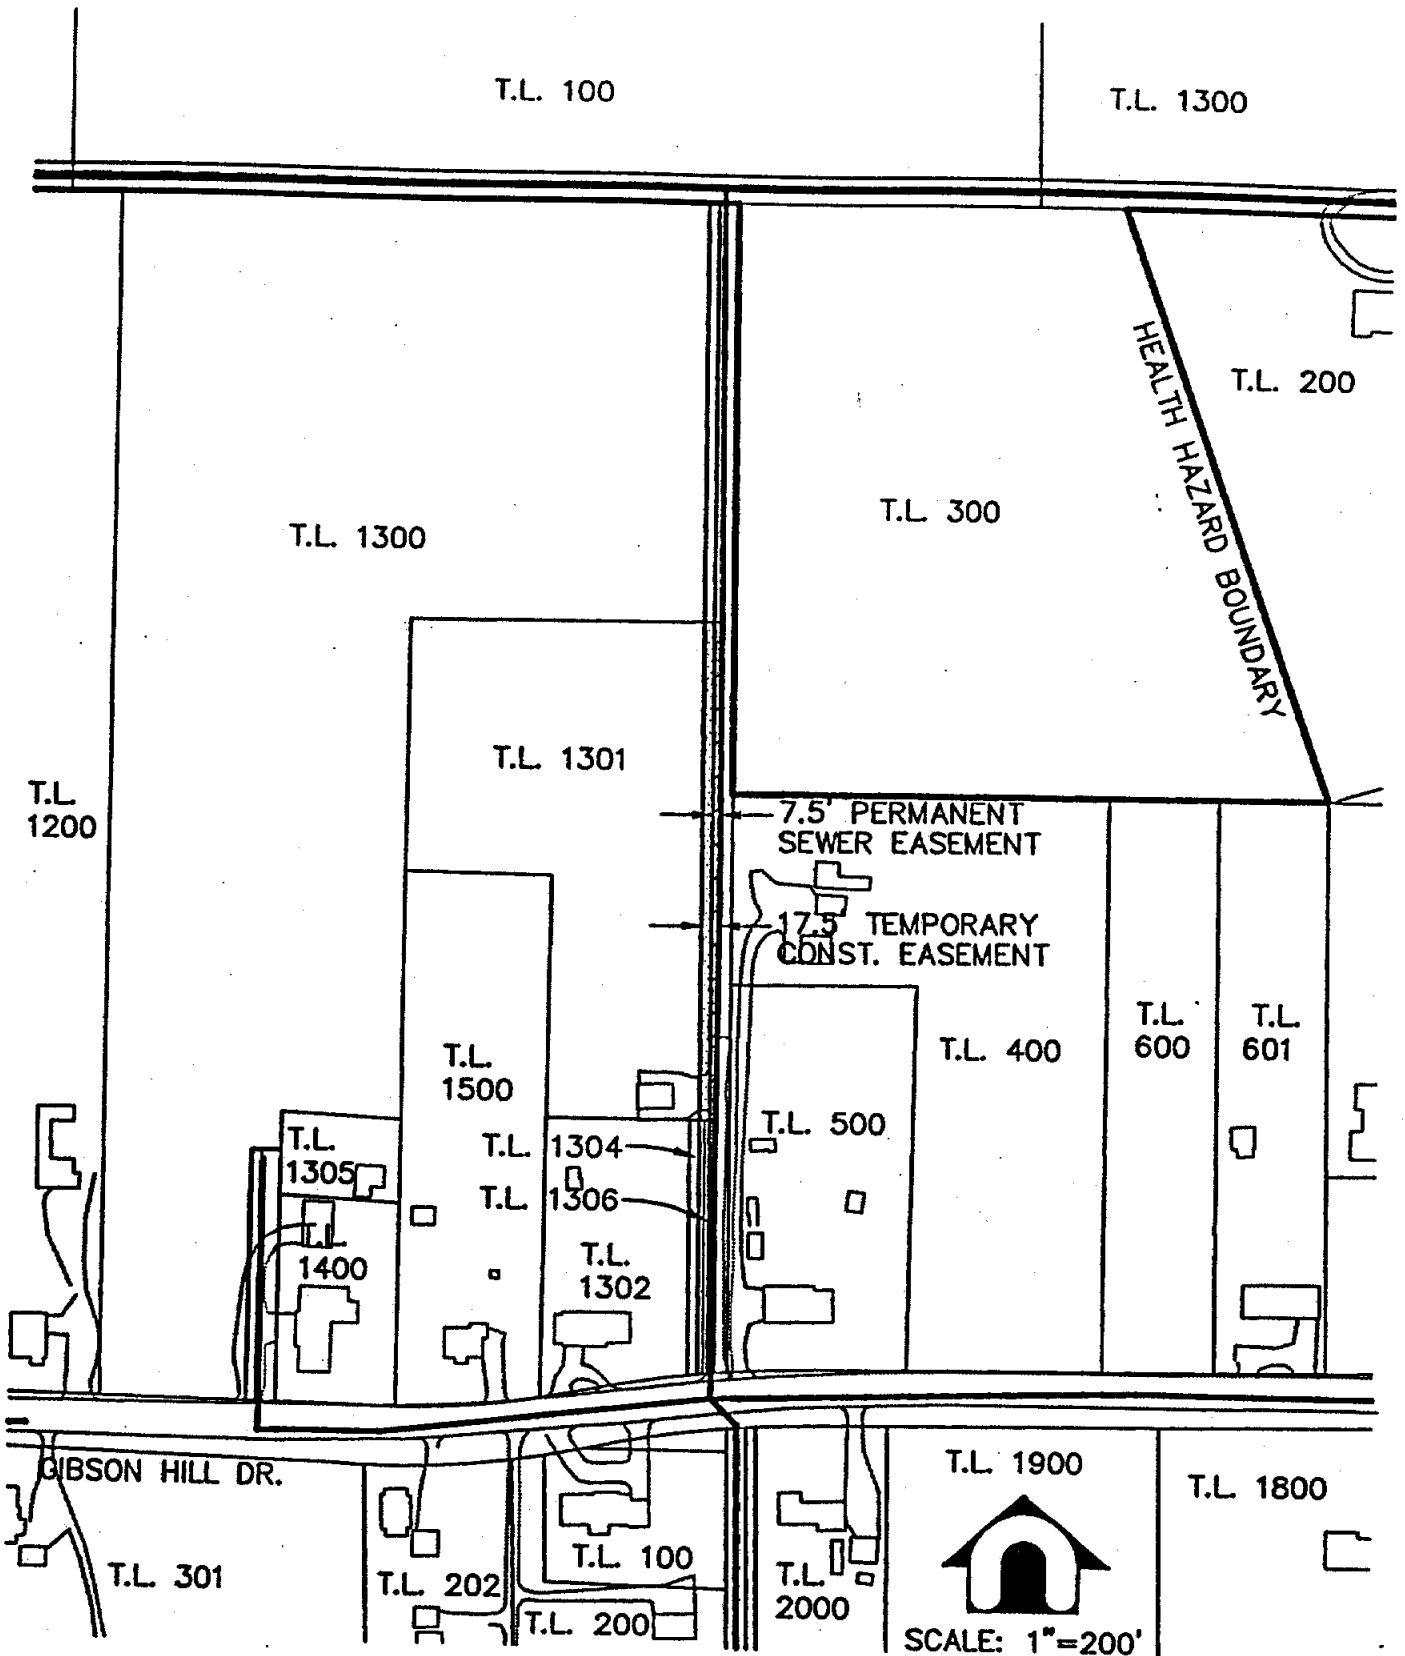 T.L. 100
T.L. 1300
HEALTH HAZARD BOUNDARY
T.L. 200
T.L. 300
T.L. 1300
T.L. 1301
T.L.
1200
7.5' PERMANENT
SEWER EASEMENT
17.5 TEMPORARY
CONST. EASEMENT
T.L.
600
T.L.
601
T.L. 400
T.L.
1500
T.L. 500
T.L.
1305
T.L. 1304
T.L. 1306
T.L.
1400
T.L.
1302
GIBSON HILL DR.
T.L. 1900
T.L. 1800
T.L. 301
T.L. 202
T.L. 100
T.L. 200
T.L.
2000
SCALE: 1"=200'